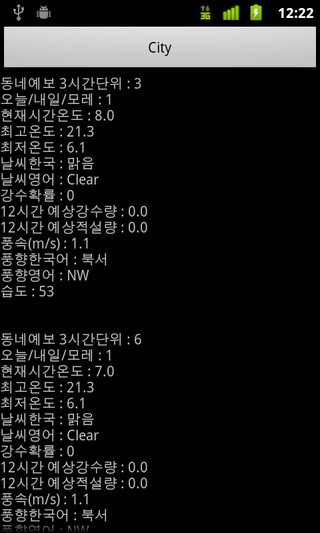 3G 12:22
City
동네예보 3시간단위 : 3
오늘/내일/모레 : 1
현재시간온도 : 8.0
최고온도 : 21.3
최저온도 : 6.1
날씨한국 : 맑음
날씨영어 : Clear
강수확률 : 0
12시간 예상강수량 : 0.0
12시간 예상적설량 : 0.0
풍속(m/s) : 1.1
풍향한국어 : 북서
풍향영어 : NW
습도 : 53
동네예보 3시간단위 : 6
오늘/내일/모레 : 1
현재시간온도 : 7.0
최고온도 : 21.3
최저온도 : 6.1
날씨한국 : 맑음
날씨영어 : Clear
강수확률 : 0
12시간 예상강수량 : 0.0
12시간 예상적설량 : 0.0
풍속(m/s) : 1.1
풍향한국어 : 북서
풍향영어 : NW